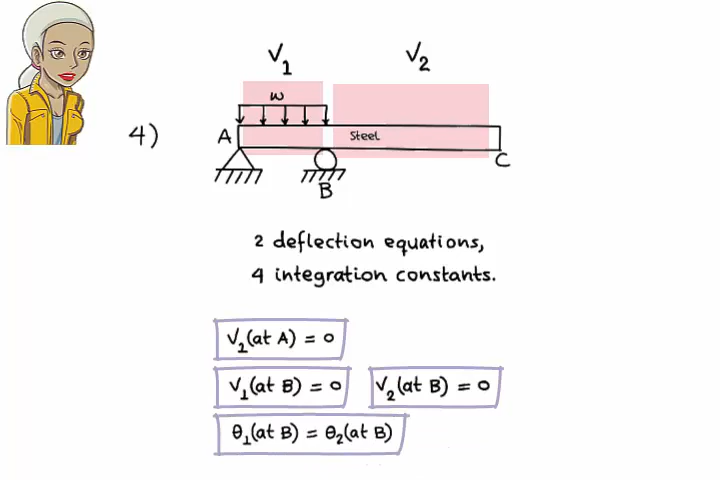 V1 V2
w
4) A Steel
C
B
2 deflection equations,
4 integration constants.
V1(at A) = 0
V1(at B) = 0 V2(at B) = 0
θ1(at B) = θ2(at B)